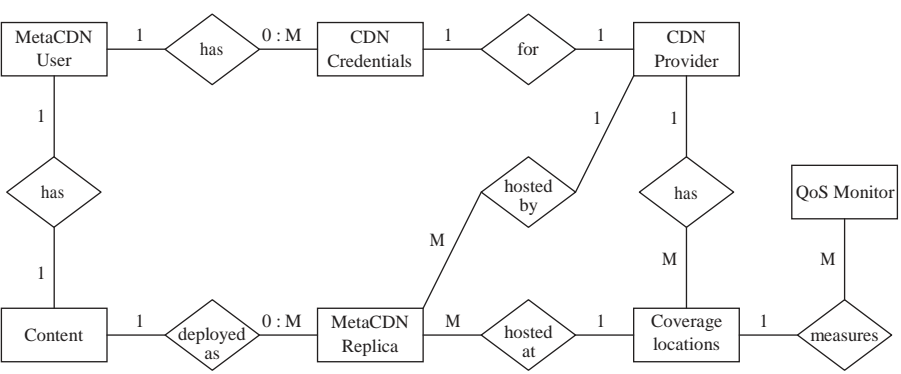 MetaCDN
User
1
has
0 : M
CDN
Credentials
1
for
1
CDN
Provider
1
has
1
1
hosted
by
M
1
has
M
QoS Monitor
M
Content
1
deployed
as
0 : M
MetaCDN
Replica
M
hosted
at
1
Coverage
locations
1
measures